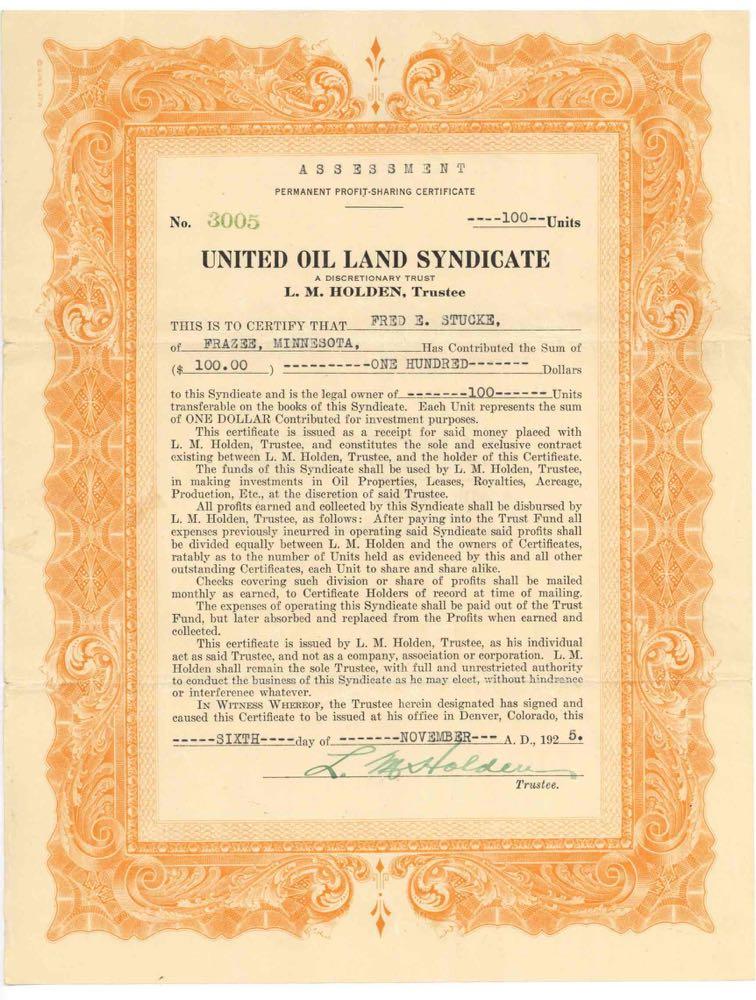 ASSESSMENT
PERMANENT PROFIT-SHARING CERTIFICATE
No. 3005 ----100--Units
UNITED OIL LAND SYNDICATE
A DISCRETIONARY TRUST
L. M. HOLDEN, Trustee
THIS IS TO CERTIFY THAT FRED E. STUCKE,
of FRAZEE, MINNESOTA, Has Contributed the Sum of
($ 100.00 ) -----------ONE HUNDRED------- Dollars
to this Syndicate and is the legal owner of -------100------ Units
transferable on the books of this Syndicate. Each Unit represents the sum
of ONE DOLLAR Contributed for investment purposes.
This certificate is issued as a receipt for said money placed with
L. M. Holden, Trustee, and constitutes the sole and exclusive contract
existing between L. M. Holden, Trustee, and the holder of this Certificate.
The funds of this Syndicate shall be used by L. M. Holden, Trustee,
in making investments in Oil Properties, Leases, Royalties, Acreage,
Production, Etc., at the discretion of said Trustee.
All profits earned and collected by this Syndicate shall be disbursed by
L. M. Holden, Trustee, as follows: After paying into the Trust Fund all
expenses previously incurred in operating said Syndicate said profits shall
be divided equally between L. M. Holden and the owners of Certificates,
ratably as to the number of Units held as evidenced by this and all other
outstanding Certificates, each Unit to share and share alike.
Checks covering such division or share of profits shall be mailed
monthly as earned, to Certificate Holders of record at time of mailing.
The expenses of operating this Syndicate shall be paid out of the Trust
Fund, but later absorbed and replaced from the Profits when earned and
collected.
This certificate is issued by L. M. Holden, Trustee, as his individual
act as said Trustee, and not as a company, association or corporation. L. M.
Holden shall remain the sole Trustee, with full and unrestricted authority
to conduct the business of this Syndicate as he may elect, without hindrance
or interference whatever.
IN WITNESS WHEREOF, the Trustee herein designated has signed and
caused this Certificate to be issued at his office in Denver, Colorado, this
-----SIXTH----day of -------NOVEMBER--- A. D., 192 5.
L. M Holden
Trustee.